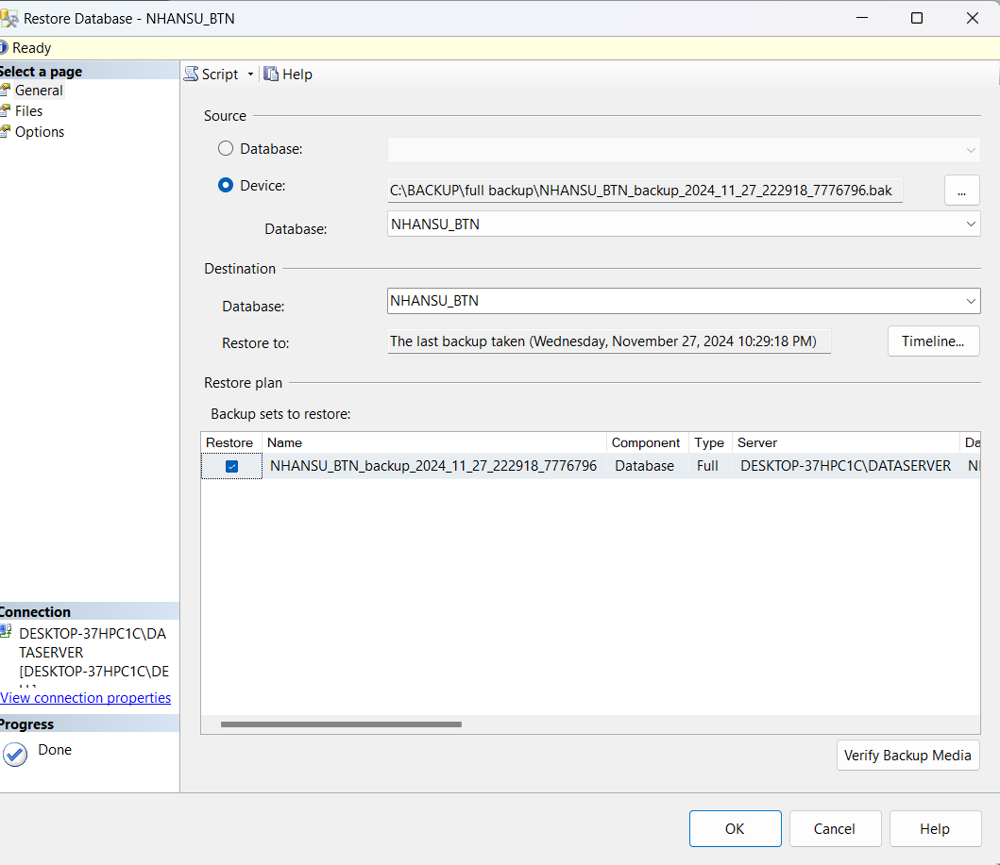 Restore Database - NHANSU_BTN
Ready
Select a page
General
Files
Options
Script
Help
Source
Database:
Device:
C:\BACKUP\full backup\NHANSU_BTN_backup_2024_11_27_222918_7776796.bak
...
Database:
NHANSU_BTN
Destination
Database:
NHANSU_BTN
Restore to:
The last backup taken (Wednesday, November 27, 2024 10:29:18 PM)
Timeline...
Restore plan
Backup sets to restore:
Restore Name Component Type Server Da
NHANSU_BTN_backup_2024_11_27_222918_7776796 Database Full DESKTOP-37HPC1C\DATASERVER
Connection
DESKTOP-37HPC1C\DA
TASERVER
[DESKTOP-37HPC1C\DE
View connection properties
Progress
Done
Verify Backup Media
OK
Cancel
Help